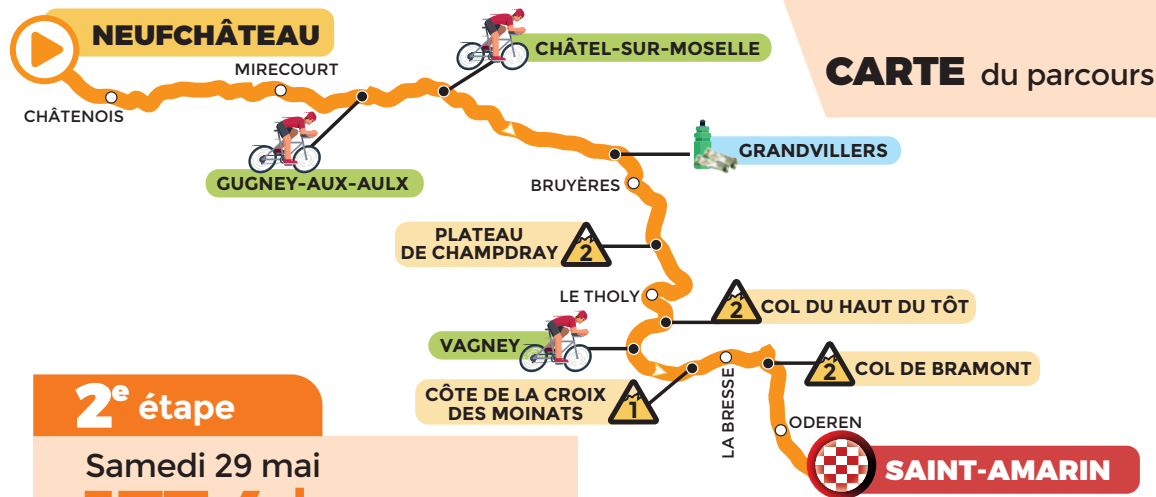 NEUFCHÂTEAU
CHÂTEL-SUR-MOSELLE
CARTE du parcours
MIRECOURT
CHÂTENOIS
GRANDVILLERS
GUGNEY-AUX-AULX
BRUYÈRES
PLATEAU
DE CHAMPDRAY
2
LE THOLY
2
COL DU HAUT DU TÔT
VAGNEY
2
COL DE BRAMONT
CÔTE DE LA CROIX
DES MOINATS
1
LA BRESSE
ODEREN
SAINT-AMARIN
2e étape
Samedi 29 mai